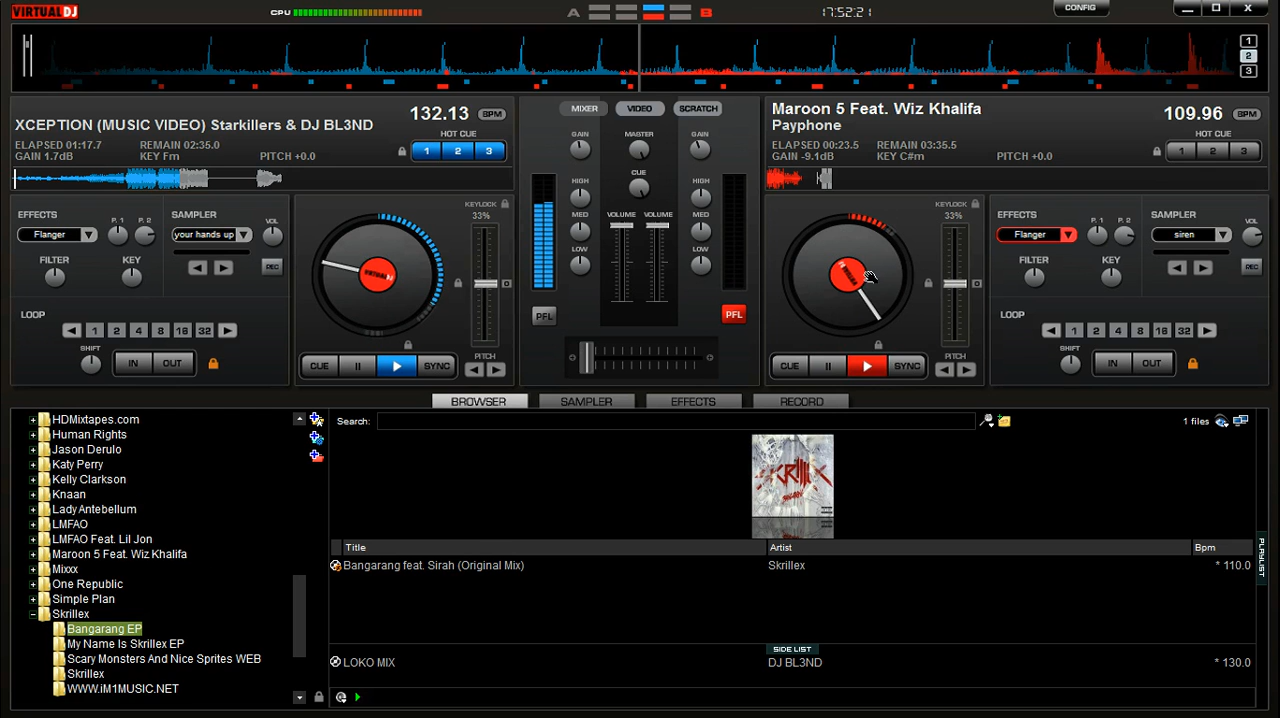 VIRTUAL DJ
CPU
A
B
17:52:21
CONFIG
1
2
3
XCEPTION (MUSIC VIDEO) Starkillers & DJ BL3ND
132.13 BPM
HOT CUE
ELAPSED 01:17.7 REMAIN 02:35.0
GAIN 1.7dB KEY Fm PITCH +0.0
1 2 3
MIXER VIDEO SCRATCH
Maroon 5 Feat. Wiz Khalifa
Payphone
109.96 BPM
HOT CUE
ELAPSED 00:23.5 REMAIN 03:35.5
GAIN -9.1dB KEY C#m PITCH +0.0
1 2 3
EFFECTS
P. 1 P. 2
Flanger
FILTER KEY
SAMPLER
VOL
your hands up
REC
LOOP
1 2 4 8 16 32
SHIFT
IN OUT
KEYLOCK
33%
CUE SYNC
PITCH
GAIN MASTER GAIN
CUE
HIGH HIGH
MED MED
VOLUME VOLUME
LOW LOW
PFL PFL
KEYLOCK
33%
CUE SYNC
PITCH
EFFECTS
P. 1 P. 2
Flanger
FILTER KEY
SAMPLER
VOL
siren
REC
LOOP
1 2 4 8 16 32
SHIFT
IN OUT
BROWSER SAMPLER EFFECTS RECORD
HDMixtapes.com
Human Rights
Jason Derulo
Katy Perry
Kelly Clarkson
Knaan
Lady Antebellum
LMFAO
LMFAO Feat. Lil Jon
Maroon 5 Feat. Wiz Khalifa
Mixxx
One Republic
Simple Plan
Skrillex
Bangarang EP
My Name Is Skrillex EP
Scary Monsters And Nice Sprites WEB
Skrillex
WWW.iM1MUSIC.NET
Search:
1 files
SKRILLEX
Title Artist Bpm
Bangarang feat. Sirah (Original Mix) Skrillex * 110.0
SIDE LIST
LOKO MIX DJ BL3ND * 130.0
PLAYLIST